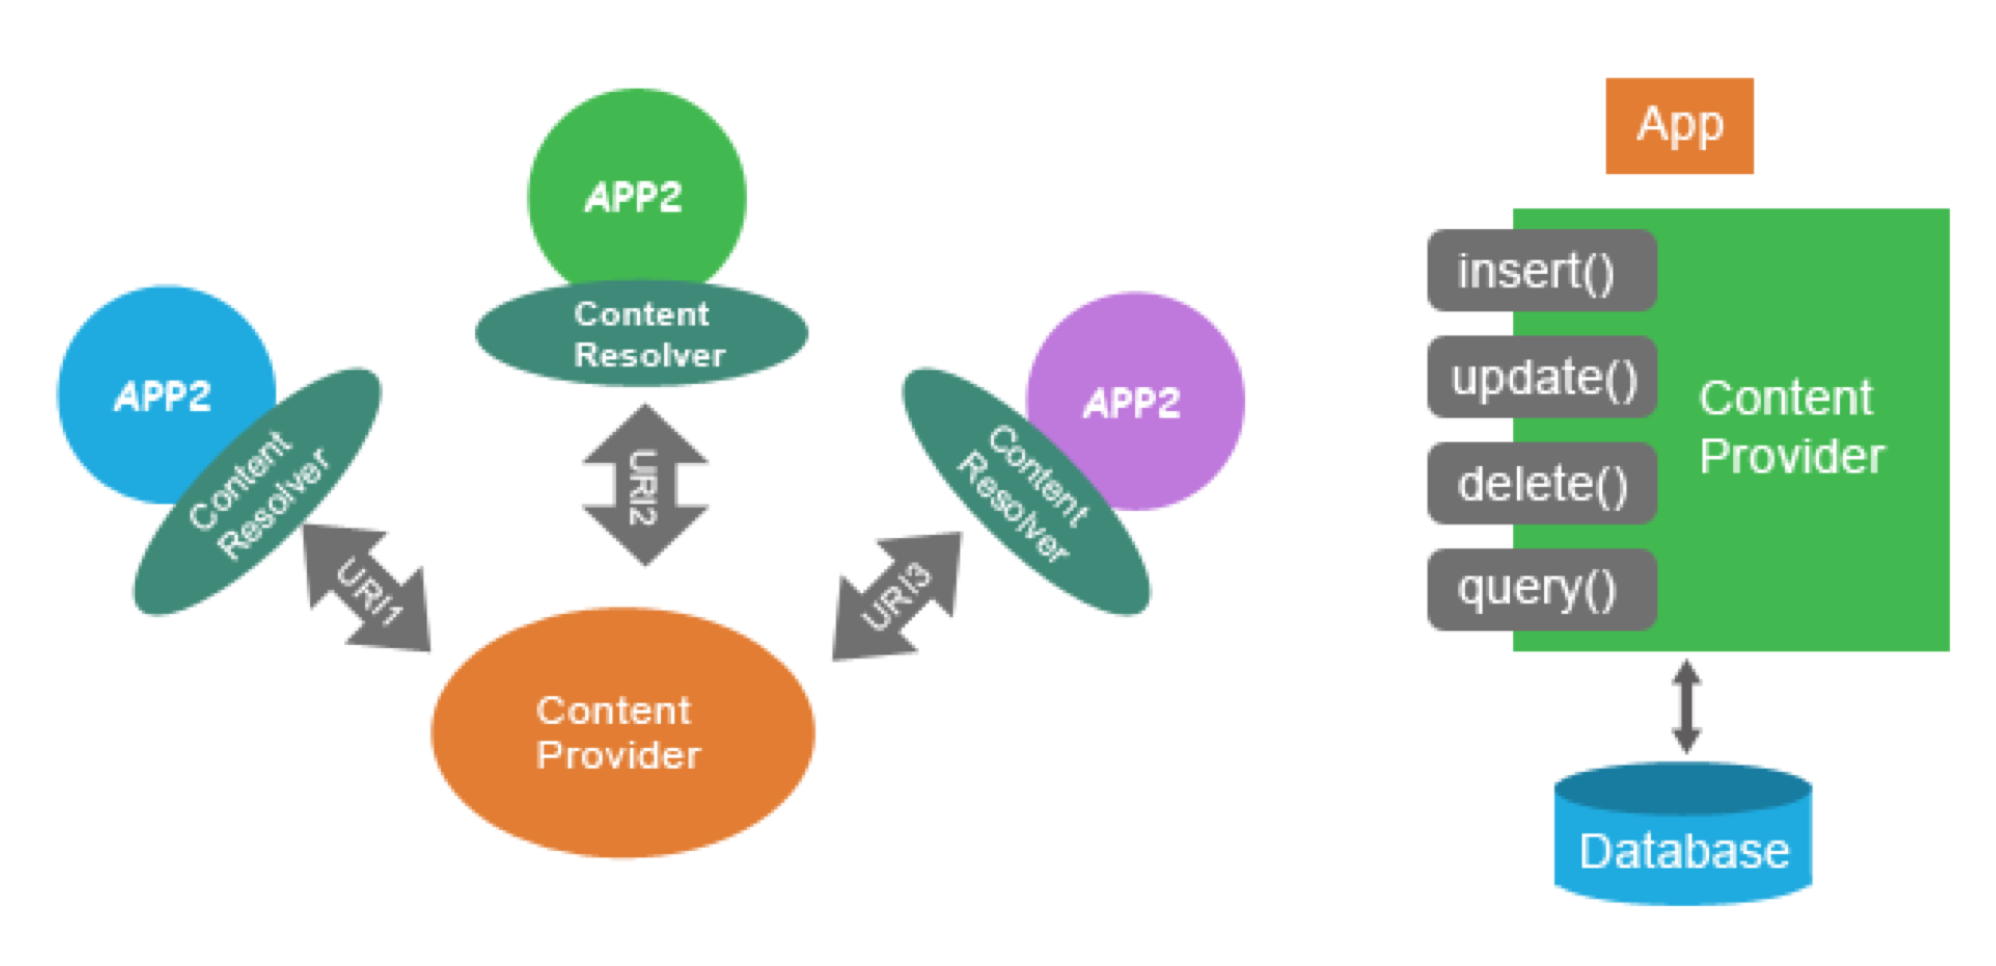 APP2
Content
Resolver
URI1
APP2
Content
Resolver
URI2
APP2
Content
Resolver
URI3
Content
Provider
App
insert()
update()
delete()
query()
Content
Provider
Database